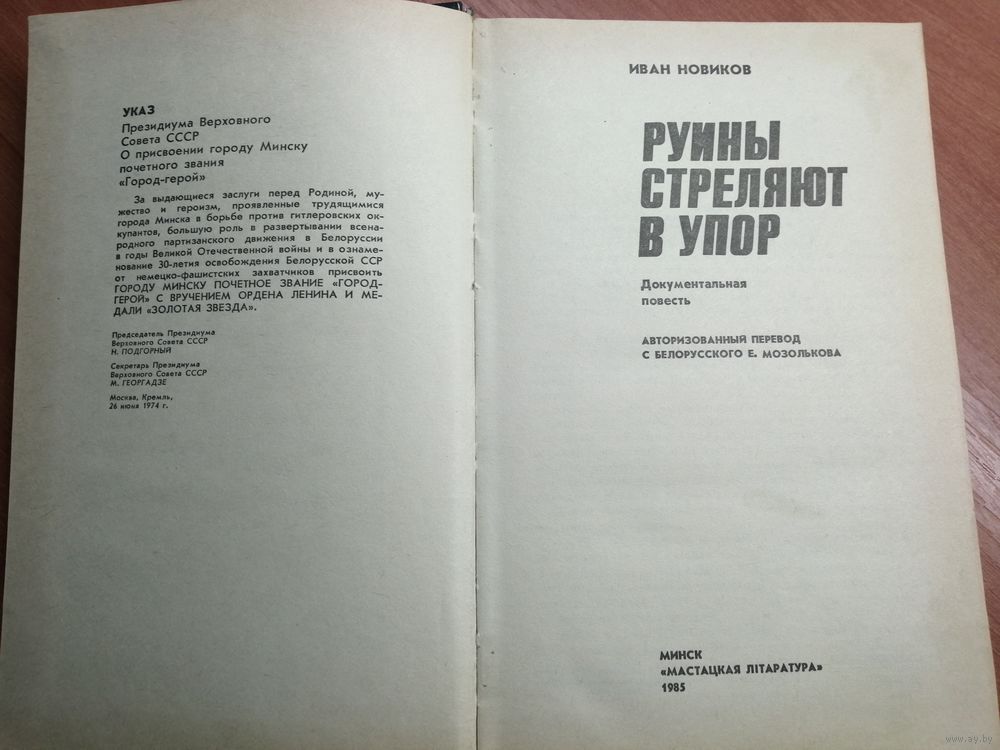 УКАЗ
Президиума Верховного
Совета СССР
О присвоении городу Минску
почетного звания
«Город-герой»
За выдающиеся заслуги перед Родиной, му-
жество и героизм, проявленные трудящимися
города Минска в борьбе против гитлеровских ок-
купантов, большую роль в развертывании всена-
родного партизанского движения в Белоруссии
в годы Великой Отечественной войны и в ознаме-
нование 30-летия освобождения Белорусской ССР
от немецко-фашистских захватчиков присвоить
ГОРОДУ МИНСКУ ПОЧЕТНОЕ ЗВАНИЕ «ГОРОД-
ГЕРОЙ» С ВРУЧЕНИЕМ ОРДЕНА ЛЕНИНА И МЕ-
ДАЛИ «ЗОЛОТАЯ ЗВЕЗДА».
Председатель Президиума
Верховного Совета СССР
Н. ПОДГОРНЫЙ
Секретарь Президиума
Верховного Совета СССР
М. ГЕОРГАДЗЕ
Москва, Кремль,
26 июня 1974 г.
ИВАН НОВИКОВ
РУИНЫ
СТРЕЛЯЮТ
В УПОР
Документальная
повесть
АВТОРИЗОВАННЫЙ ПЕРЕВОД
С БЕЛОРУССКОГО Е. МОЗОЛЬКОВА
МИНСК
«МАСТАЦКАЯ ЛІТАРАТУРА»
1985
www.ay.by